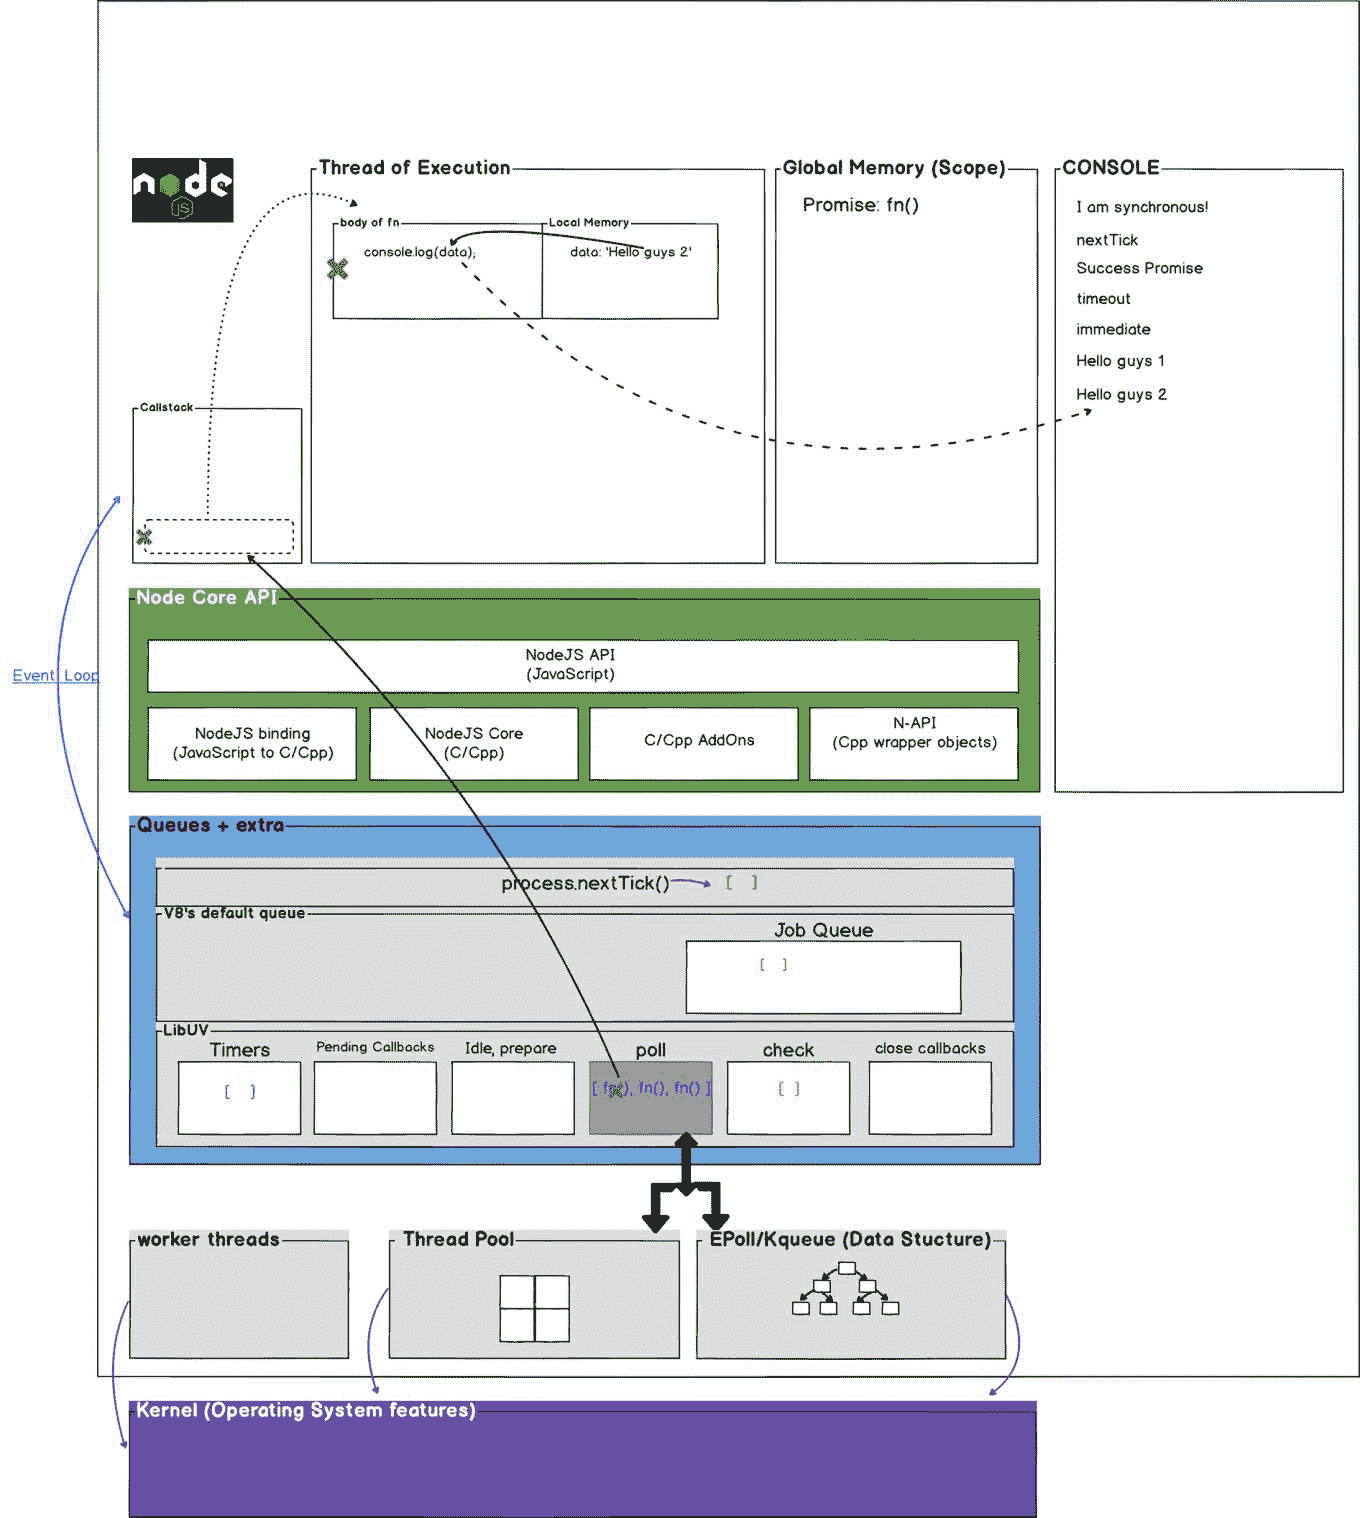 node
JS
Thread of Execution
body of fn
console.log(data);
Local Memory
data: 'Hello guys 2'
Global Memory (Scope)
Promise: fn()
CONSOLE
I am synchronous!
nextTick
Success Promise
timeout
immediate
Hello guys 1
Hello guys 2
Callstack
Event Loop
Node Core API
NodeJS API
(JavaScript)
NodeJS binding
(JavaScript to C/Cpp)
NodeJS Core
(C/Cpp)
C/Cpp AddOns
N-API
(Cpp wrapper objects)
Queues + extra
process.nextTick()
[ ]
V8's default queue
Job Queue
[ ]
LibUV
Timers
[ ]
Pending Callbacks
Idle, prepare
poll
[ fn(), fn(), fn() ]
check
[ ]
close callbacks
worker threads
Thread Pool
EPoll/Kqueue (Data Stucture)
Kernel (Operating System features)